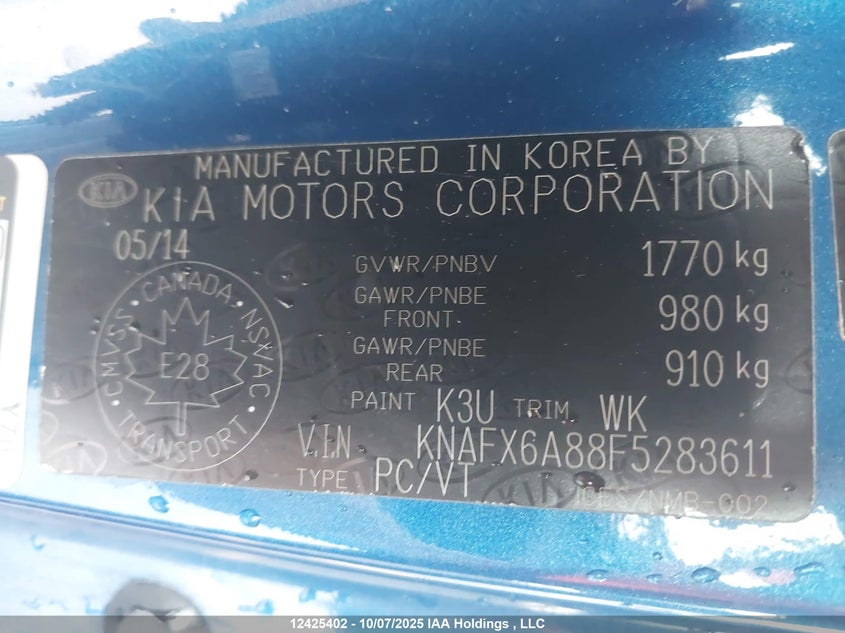 MANUFACTURED IN KOREA BY
KIA
KIA MOTORS CORPORATION
05/14
GVWR/PNBV 1770 kg
GAWR/PNBE FRONT 980 kg
GAWR/PNBE REAR 910 kg
CMVSS CANADA NSVAC
E28
TRANSPORT
PAINT K3U TRIM WK
V.I.N KNAFX6A88F5283611
TYPE PC/VT
ICES/NMB-002
12425402 - 10/07/2025 IAA Holdings , LLC